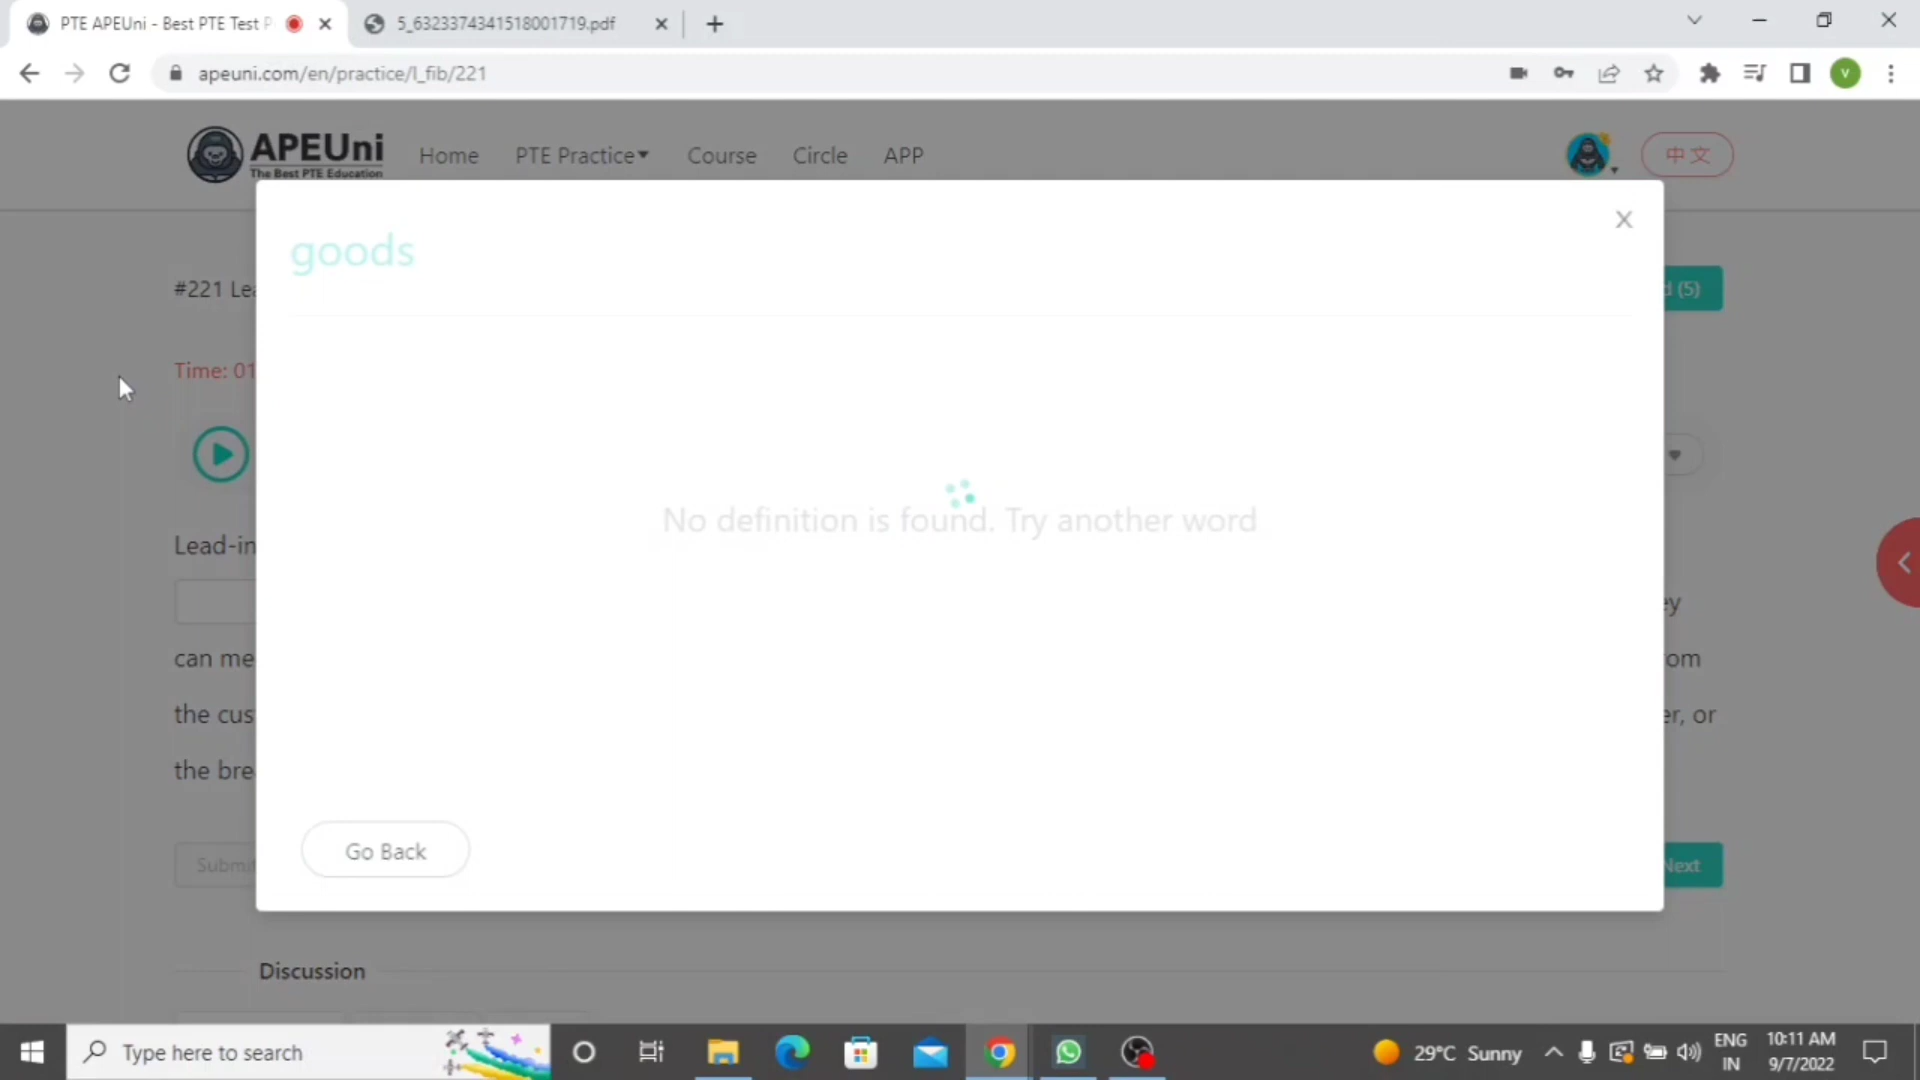 PTE APEUni - Best PTE Test P
5_6323374341518001719.pdf
apeuni.com/en/practice/l_fib/221
V
APEUni
The Best PTE Education
Home
PTE Practice
Course
Circle
APP
中文
goods
X
#221 Lea
d (5)
Time: 01
No definition is found. Try another word
Lead-in
ey
can me
om
the cus
er, or
the bre
Go Back
Submi
Next
Discussion
Type here to search
29°C Sunny
ENG
IN
10:11 AM
9/7/2022